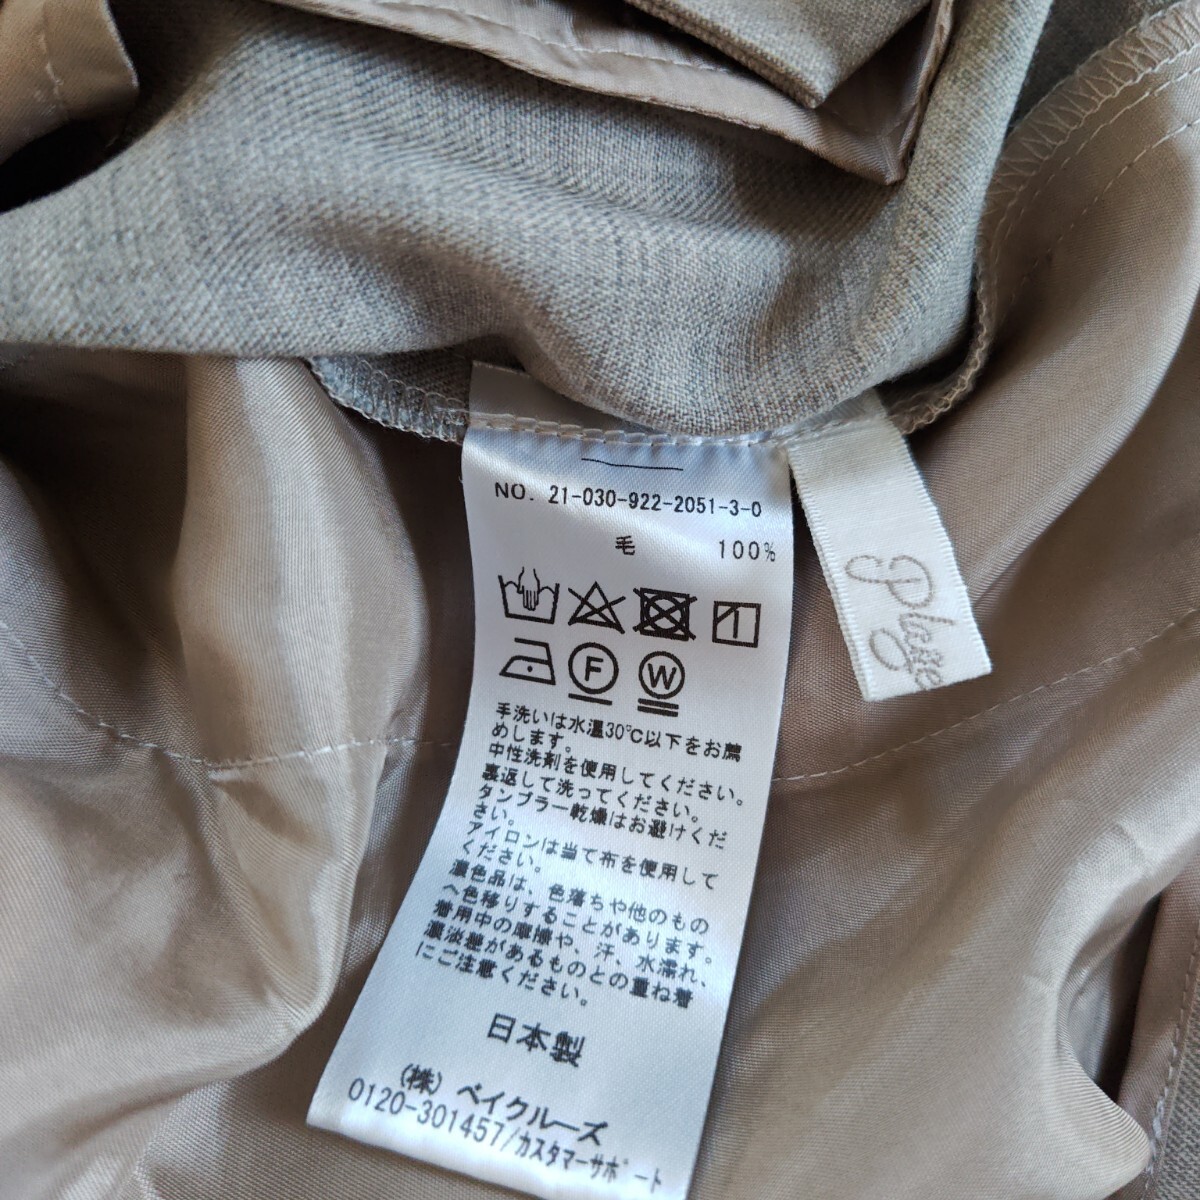 NO. 21-030-922-2051-3-0
毛 100%
F W
手洗いは水温30℃以下をお薦
めします。
中性洗剤を使用してください。
裏返して洗ってください。
タンブラー乾燥はお避けくだ
さい。
アイロンは当て布を使用して
ください。
濃色品は、色落ちや他のもの
へ色移りすることがあります。
着用中の摩擦や、汗、水濡れ、
濃淡差があるものとの重ね着
にご注意ください。
日本製
(株) ベイクルーズ
0120-301457/カスタマーサポート